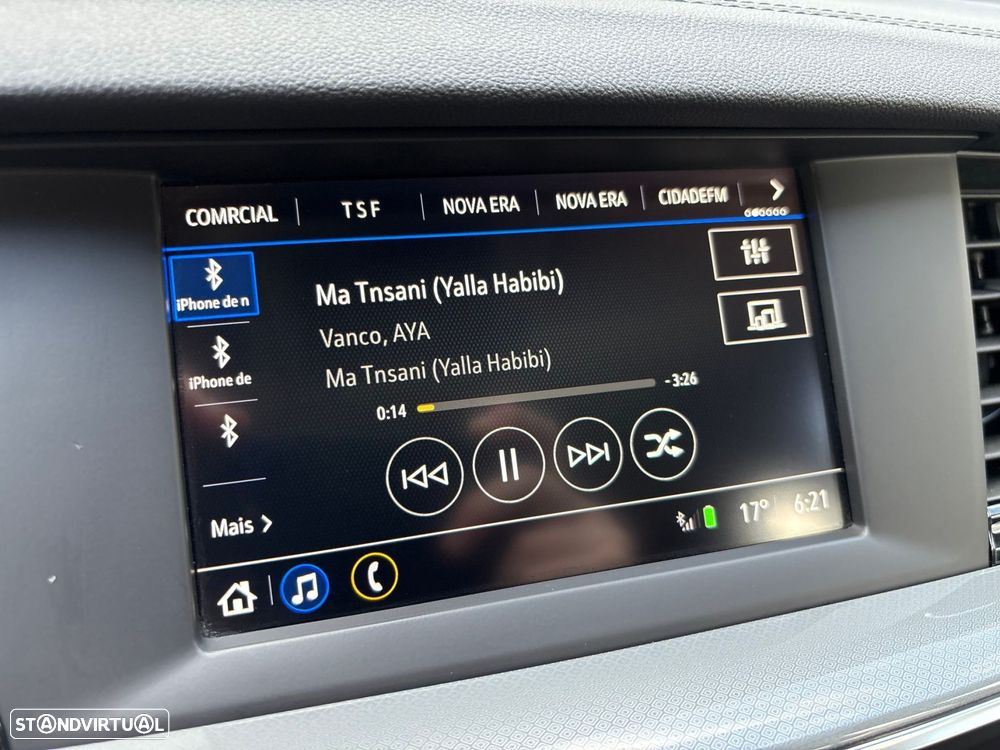 COMRCIAL
TSF
NOVA ERA
NOVA ERA
CIDADEFM
iPhone de n
iPhone de
Mais
Ma Tnsani (Yalla Habibi)
Vanco, AYA
Ma Tnsani (Yalla Habibi)
0:14
-3:26
17°
6:21
STANDVIRTUAL